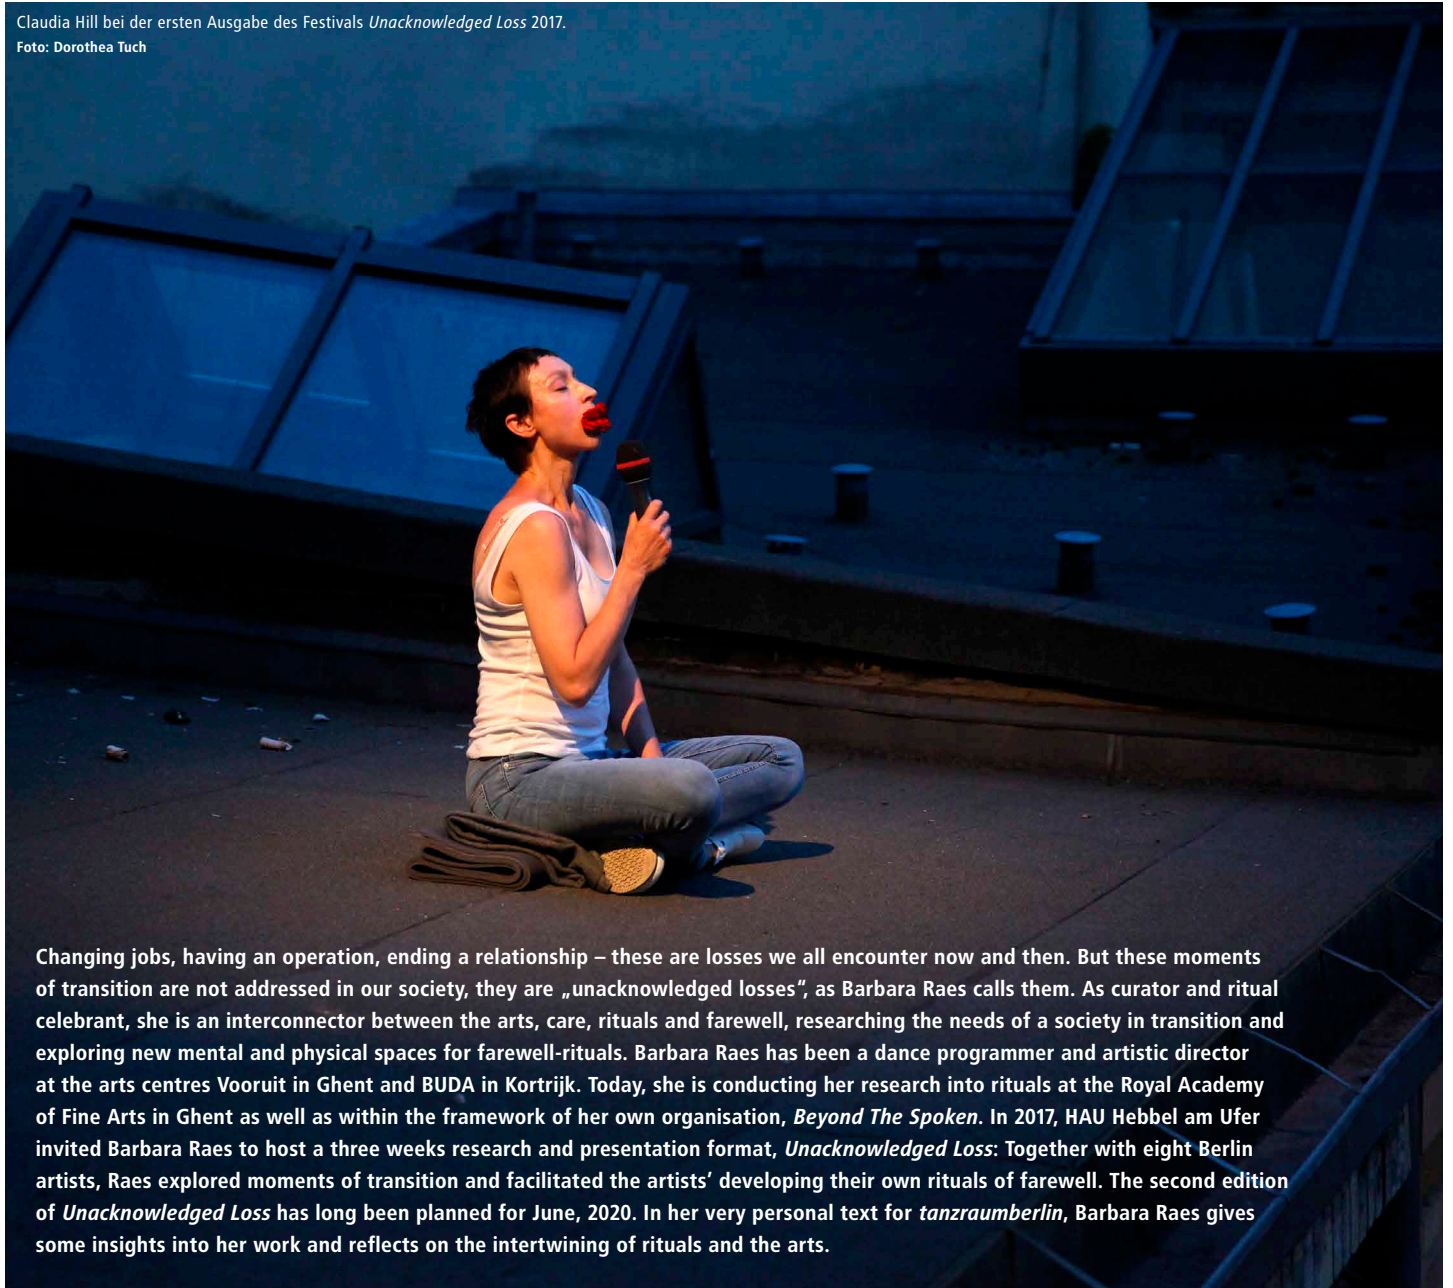 Claudia Hill bei der ersten Ausgabe des Festivals Unacknowledged Loss 2017.
Foto: Dorothea Tuch
Changing jobs, having an operation, ending a relationship – these are losses we all encounter now and then. But these moments
of transition are not addressed in our society, they are „unacknowledged losses“, as Barbara Raes calls them. As curator and ritual
celebrant, she is an interconnector between the arts, care, rituals and farewell, researching the needs of a society in transition and
exploring new mental and physical spaces for farewell-rituals. Barbara Raes has been a dance programmer and artistic director
at the arts centres Vooruit in Ghent and BUDA in Kortrijk. Today, she is conducting her research into rituals at the Royal Academy
of Fine Arts in Ghent as well as within the framework of her own organisation, Beyond The Spoken. In 2017, HAU Hebbel am Ufer
invited Barbara Raes to host a three weeks research and presentation format, Unacknowledged Loss: Together with eight Berlin
artists, Raes explored moments of transition and facilitated the artists’ developing their own rituals of farewell. The second edition
of Unacknowledged Loss has long been planned for June, 2020. In her very personal text for tanzraumberlin, Barbara Raes gives
some insights into her work and reflects on the intertwining of rituals and the arts.